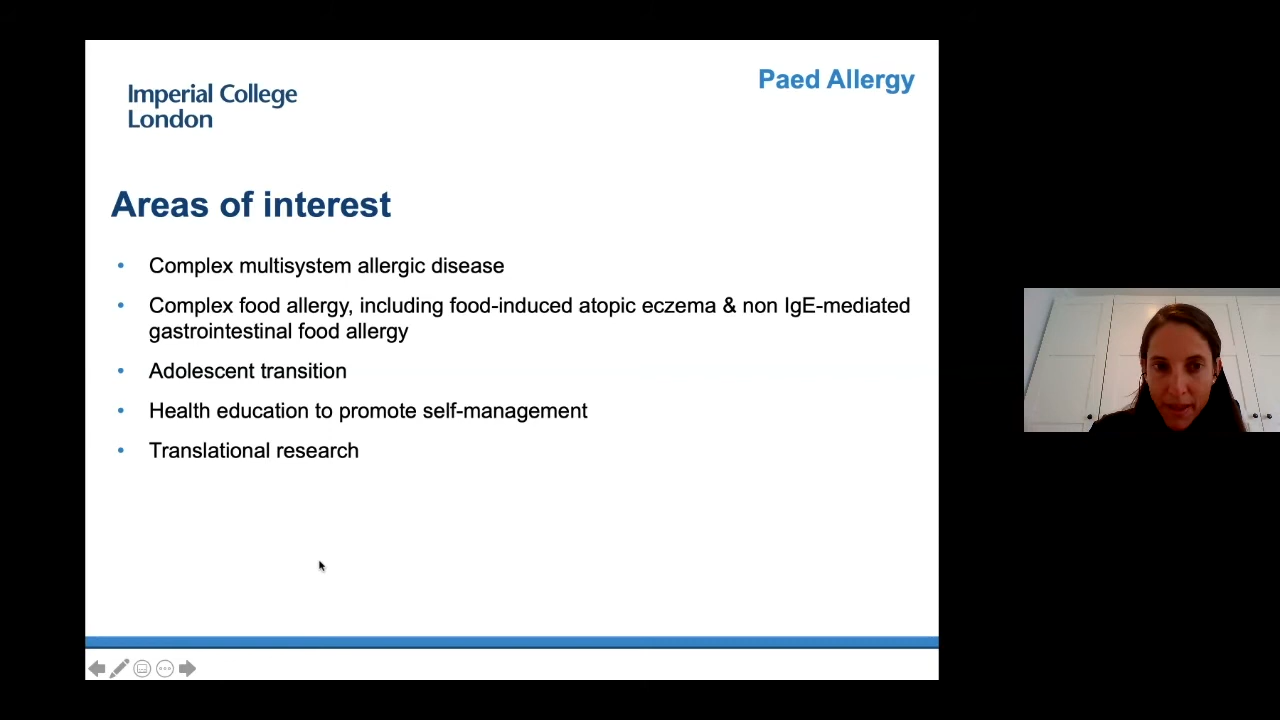 Paed Allergy
Imperial College
London
Areas of interest
• Complex multisystem allergic disease
• Complex food allergy, including food-induced atopic eczema & non IgE-mediated
gastrointestinal food allergy
• Adolescent transition
• Health education to promote self-management
• Translational research